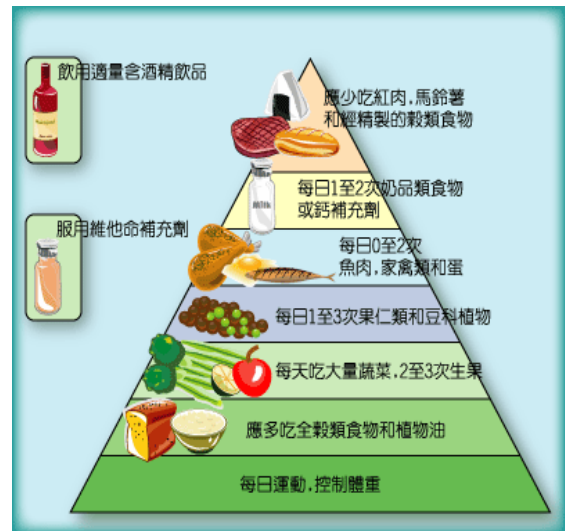 飲用適量含酒精飲品
應少吃紅肉.馬鈴薯
和經精製的穀類食物
每日1至2次奶品類食物
或鈣補充劑
服用維他命補充劑
每日0至2次
魚肉.家禽類和蛋
每日1至3次果仁類和豆科植物
每天吃大量蔬菜.2至3次生果
應多吃全穀類食物和植物油
每日運動.控制體重